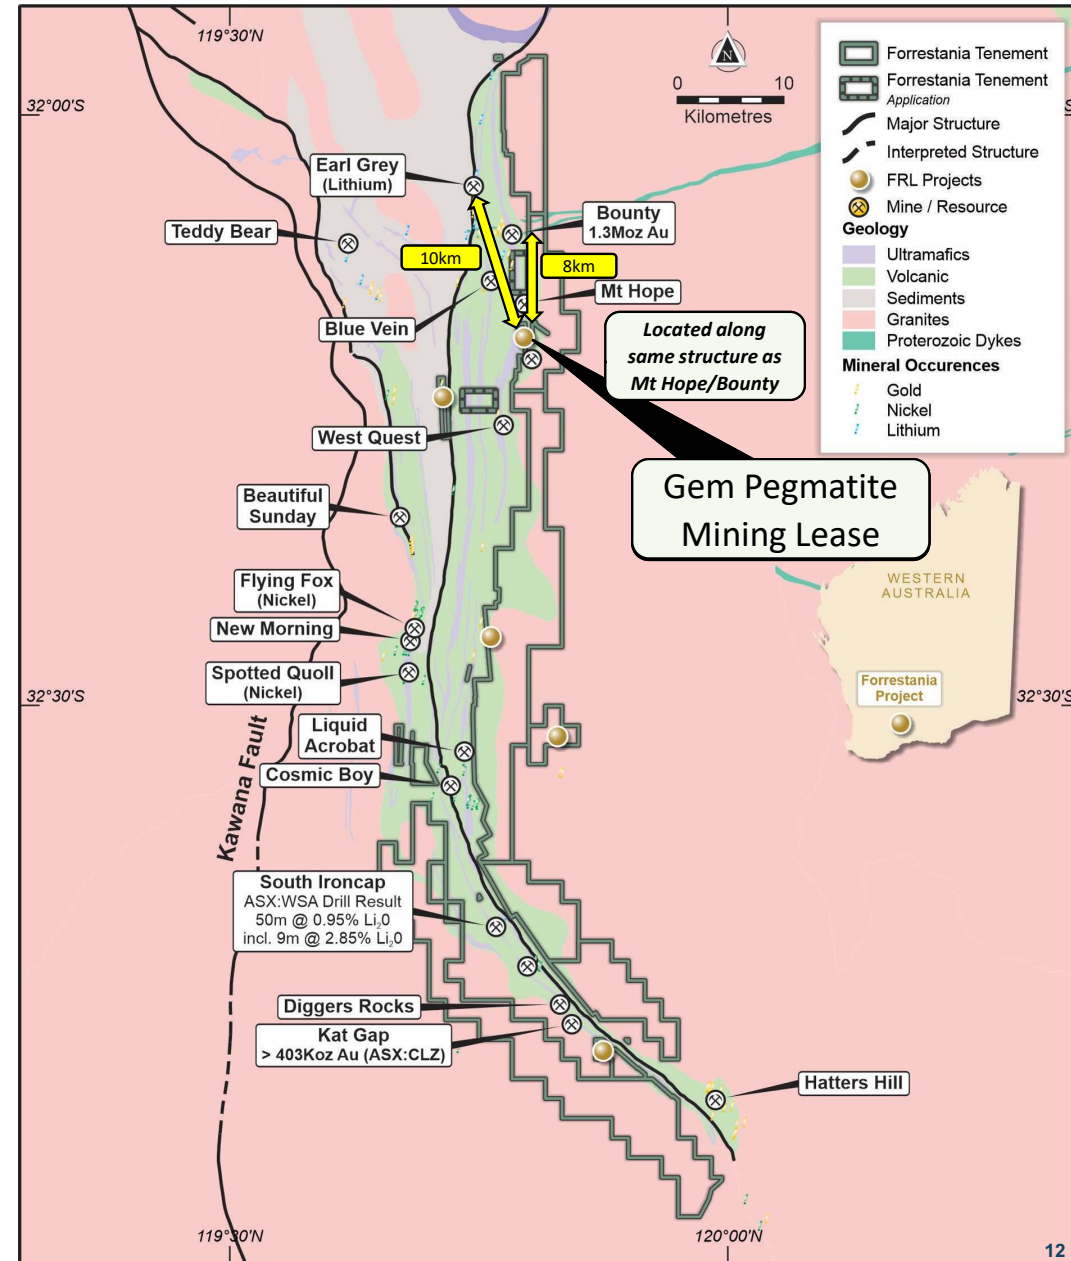 119°30'N
32°00'S
0 10
Kilometres
N
Forrestania Tenement
Forrestania Tenement
Application
Major Structure
Interpreted Structure
FRL Projects
Mine / Resource
Geology
Ultramafics
Volcanic
Sediments
Granites
Proterozoic Dykes
Mineral Occurences
Gold
Nickel
Lithium
S
Earl Grey
(Lithium)
Teddy Bear
Bounty
1.3Moz Au
10km
8km
Mt Hope
Blue Vein
Located along
same structure as
Mt Hope/Bounty
West Quest
Gem Pegmatite
Mining Lease
Beautiful
Sunday
Flying Fox
(Nickel)
New Morning
Spotted Quoll
(Nickel)
WESTERN
AUSTRALIA
Forrestania
Project
32°30'S
32°30'S
Kawana Fault
Liquid
Acrobat
Cosmic Boy
South Ironcap
ASX:WSA Drill Result
50m @ 0.95% Li₂0
incl. 9m @ 2.85% Li₂0
Diggers Rocks
Kat Gap
> 403Koz Au (ASX:CLZ)
Hatters Hill
119°30'N
120°00'N
12